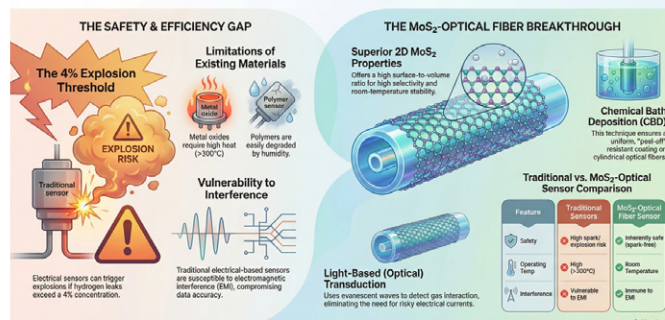 THE SAFETY & EFFICIENCY GAP
The 4% Explosion
Threshold
EXPLOSION
RISK
Traditional
sensor
Electrical sensors can trigger
explosions if hydrogen leaks
exceed a 4% concentration.
Limitations of
Existing Materials
Metal
oxide
Metal oxides
require high heat
(>300°C)
Polymer
sensor
Polymers are
easily degraded
by humidity.
Vulnerability to
Interference
Traditional electrical-based sensors
are susceptible to electromagnetic
interference (EMI), compromising
data accuracy.
THE MoS₂-OPTICAL FIBER BREAKTHROUGH
Superior 2D MoS₂
Properties
Offers a high surface-to-volume
ratio for high selectivity and
room-temperature stability.
Chemical Bath
Deposition (CBD)
This technique ensures
uniform, "peel-off"
resistant coating on
cylindrical optical fibers
Light-Based (Optical)
Transduction
Uses evanescent waves to detect gas interaction,
eliminating the need for risky electrical currents.
Traditional vs. MoS₂-Optical
Sensor Comparison
Feature
Traditional
Sensors
MoS₂-Optical
Fiber Sensor
Safety
High spark/
explosion risk
Inherently safe
(spark-free)
Operating
Temp
High
(>300°C)
Room
Temperature
Interference
Vulnerable
to EMI
Immune to
EMI